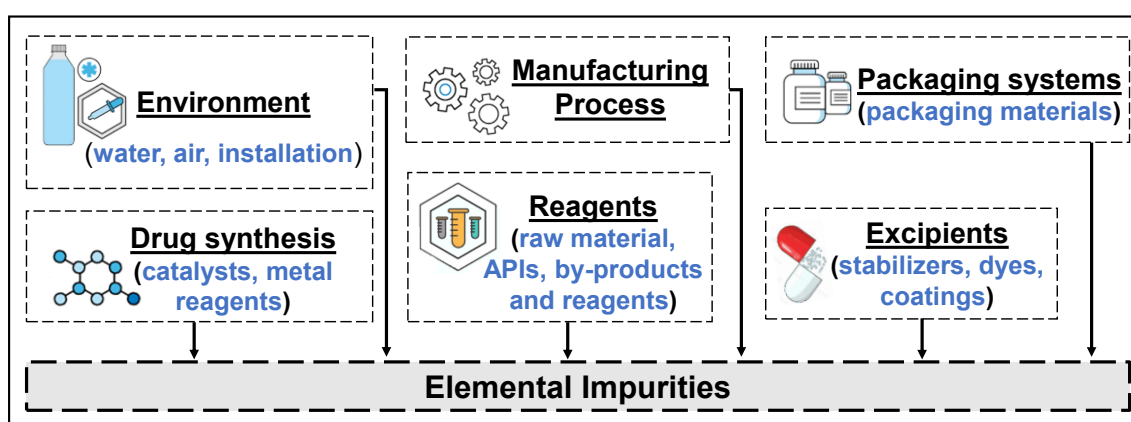 Environment
(water, air, installation)
Manufacturing
Process
Packaging systems
(packaging materials)
Drug synthesis
(catalysts, metal
reagents)
Reagents
(raw material,
APIs, by-products
and reagents)
Excipients
(stabilizers, dyes,
coatings)
Elemental Impurities